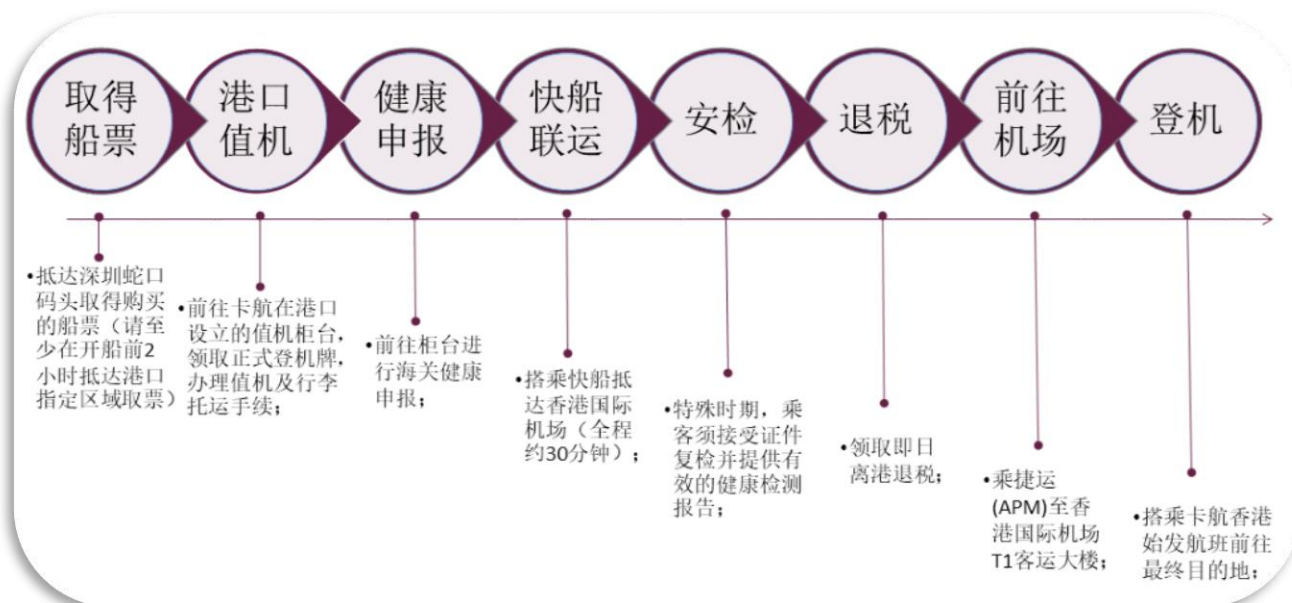 取得
船票
港口
值机
健康
申报
快船
联运
安检
退税
前往
机场
登机
•抵达深圳蛇口
码头取得购买
的船票（请至
少在开船前2
小时抵达港口
指定区域取票）
•前往卡航在港口
设立的值机柜台，
领取正式登机牌，
办理值机及行李
托运手续；
•前往柜台进
行海关健康
申报；
•搭乘快船抵
达香港国际
机场（全程
约30分钟）；
•特殊时期，乘
客须接受证件
复检并提供有
效的健康检测
报告；
•领取即日
离港退税；
•乘捷运
(APM)至香
港国际机场
T1客运大楼；
•搭乘卡航香港
始发航班前往
最终目的地；